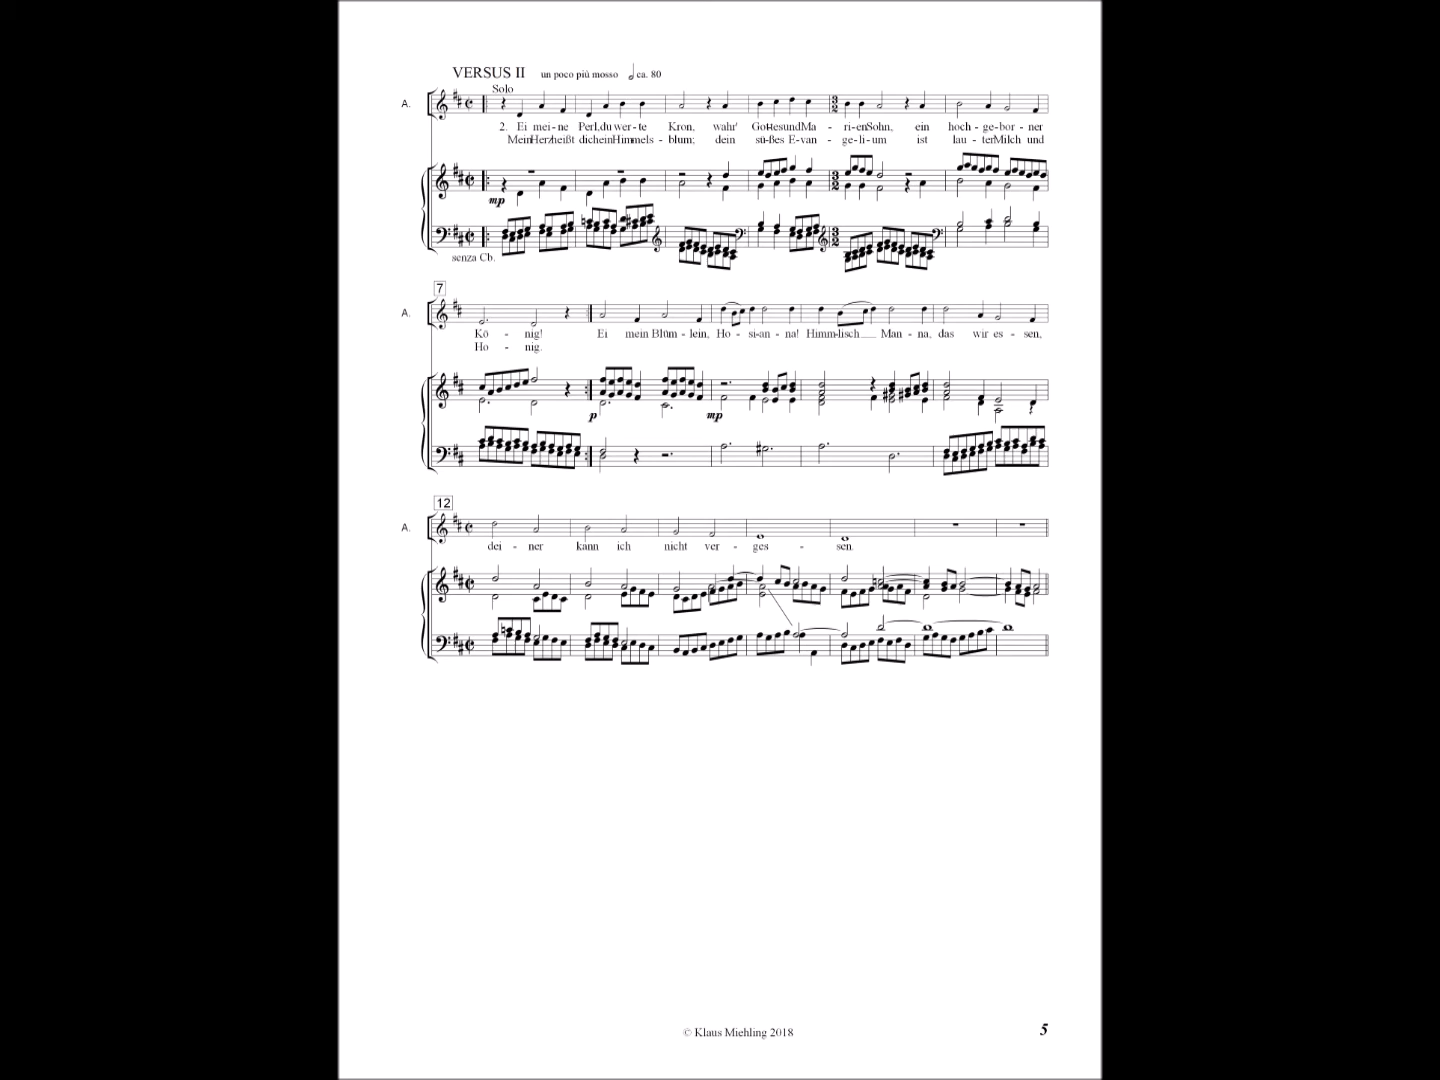 VERSUS II un poco più mosso ca. 80
Solo
A.
2. Ei mei - ne Perl, du wer - te Kron, wahr' Gottes und Ma - ri - en Sohn, ein hoch - ge - bor - ner
Mein Herz heißt dich ein Himmels - blum; dein sü - ßes E - van - ge - li - um ist lau - ter Milch und
3 2
mp
senza Cb.
7
A.
Kö - nig! Ei mein Blüm - lein, Ho - si - an - na! Himm - lisch Man - na, das wir es - sen,
Ho - nig.
p mp
12
A.
dei - ner kann ich nicht ver - ges - sen.
© Klaus Miehling 2018
5